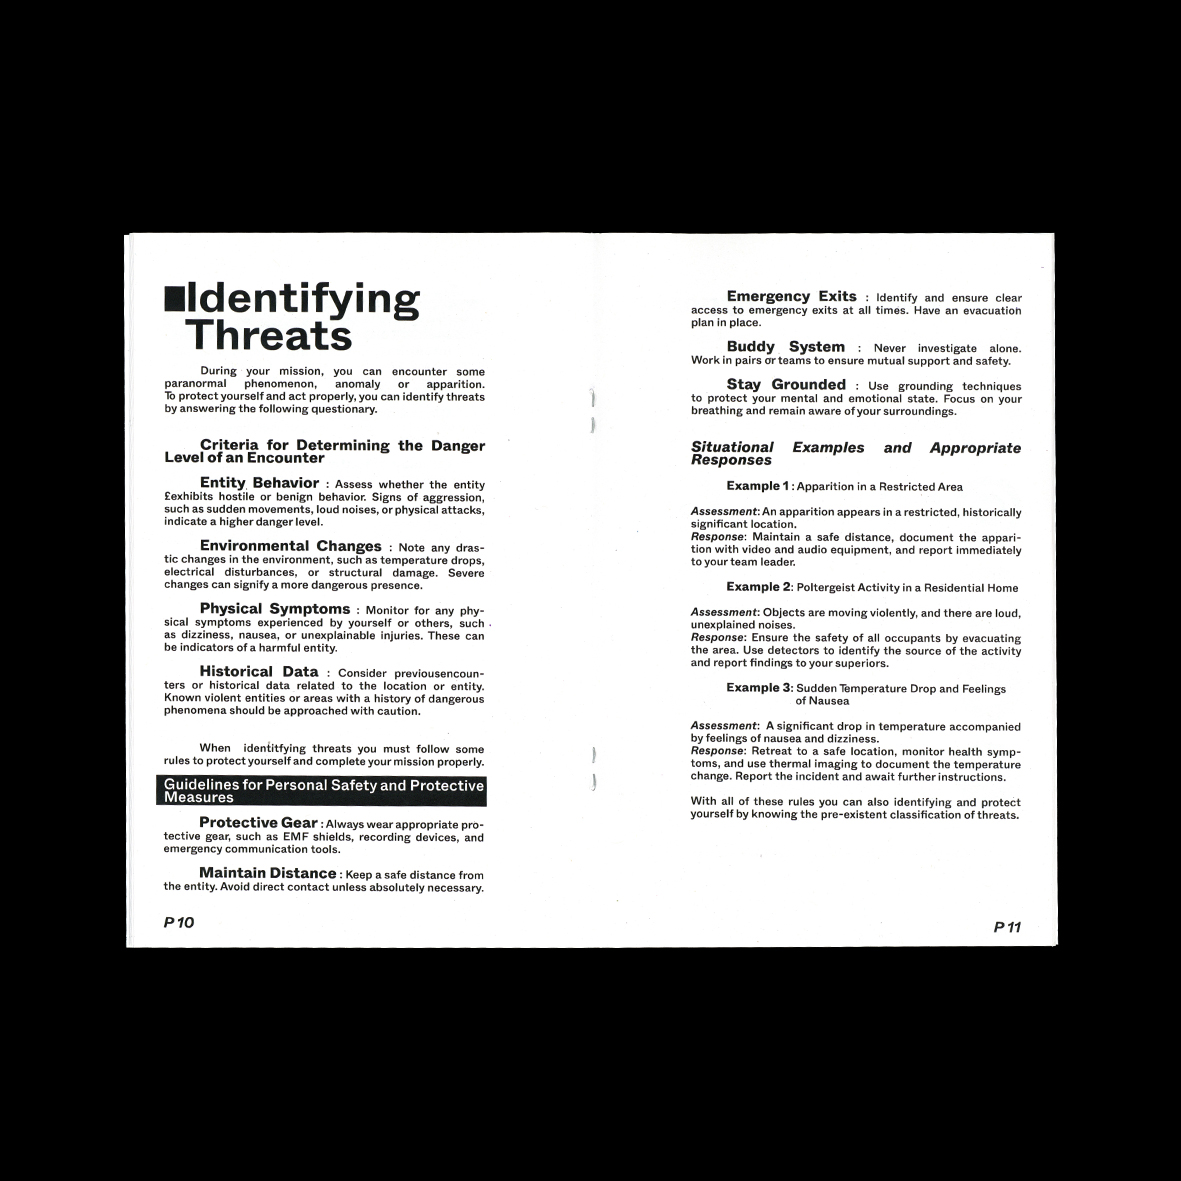 ■Identifying
Threats
During your mission, you can encounter some
paranormal phenomenon, anomaly or apparition.
To protect yourself and act properly, you can identify threats
by answering the following questionary.
Criteria for Determining the Danger
Level of an Encounter
Entity Behavior : Assess whether the entity
£exhibits hostile or benign behavior. Signs of aggression,
such as sudden movements, loud noises, or physical attacks,
indicate a higher danger level.
Environmental Changes : Note any dras-
tic changes in the environment, such as temperature drops,
electrical disturbances, or structural damage. Severe
changes can signify a more dangerous presence.
Physical Symptoms : Monitor for any phy-
sical symptoms experienced by yourself or others, such
as dizziness, nausea, or unexplainable injuries. These can
be indicators of a harmful entity.
Historical Data : Consider previousencoun-
ters or historical data related to the location or entity.
Known violent entities or areas with a history of dangerous
phenomena should be approached with caution.
When identitfying threats you must follow some
rules to protect yourself and complete your mission properly.
Guidelines for Personal Safety and Protective
Measures
Protective Gear : Always wear appropriate pro-
tective gear, such as EMF shields, recording devices, and
emergency communication tools.
Maintain Distance : Keep a safe distance from
the entity. Avoid direct contact unless absolutely necessary.
P 10
Emergency Exits : Identify and ensure clear
access to emergency exits at all times. Have an evacuation
plan in place.
Buddy System : Never investigate alone.
Work in pairs or teams to ensure mutual support and safety.
Stay Grounded : Use grounding techniques
to protect your mental and emotional state. Focus on your
breathing and remain aware of your surroundings.
Situational Examples and Appropriate
Responses
Example 1 : Apparition in a Restricted Area
Assessment: An apparition appears in a restricted, historically
significant location.
Response: Maintain a safe distance, document the appari-
tion with video and audio equipment, and report immediately
to your team leader.
Example 2: Poltergeist Activity in a Residential Home
Assessment: Objects are moving violently, and there are loud,
unexplained noises.
Response: Ensure the safety of all occupants by evacuating
the area. Use detectors to identify the source of the activity
and report findings to your superiors.
Example 3: Sudden Temperature Drop and Feelings
of Nausea
Assessment: A significant drop in temperature accompanied
by feelings of nausea and dizziness.
Response: Retreat to a safe location, monitor health symp-
toms, and use thermal imaging to document the temperature
change. Report the incident and await further instructions.
With all of these rules you can also identifying and protect
yourself by knowing the pre-existent classification of threats.
P 11